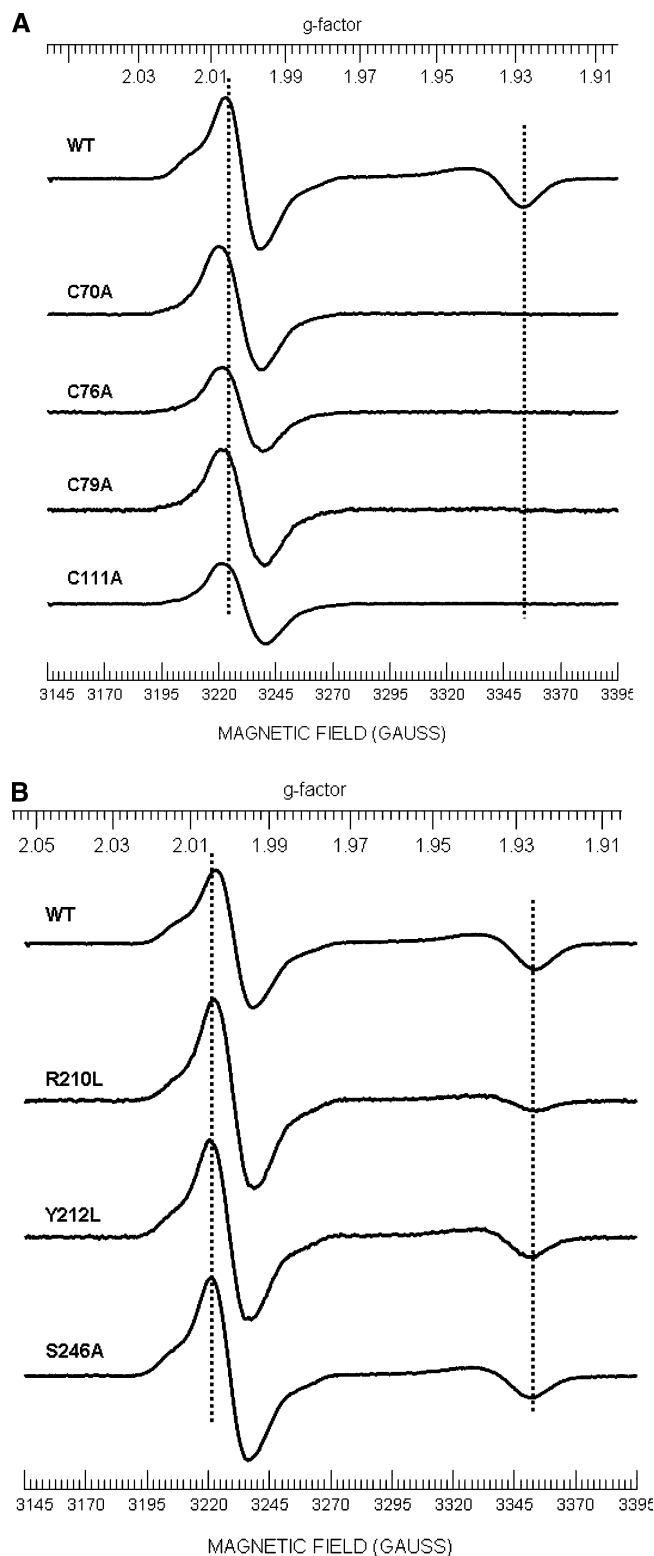 A
g-factor
2.03 2.01 1.99 1.97 1.95 1.93 1.91
WT
C70A
C76A
C79A
C111A
3145 3170 3195 3220 3245 3270 3295 3320 3345 3370 3395
MAGNETIC FIELD (GAUSS)
B
g-factor
2.05 2.03 2.01 1.99 1.97 1.95 1.93 1.91
WT
R210L
Y212L
S246A
3145 3170 3195 3220 3245 3270 3295 3320 3345 3370 3395
MAGNETIC FIELD (GAUSS)